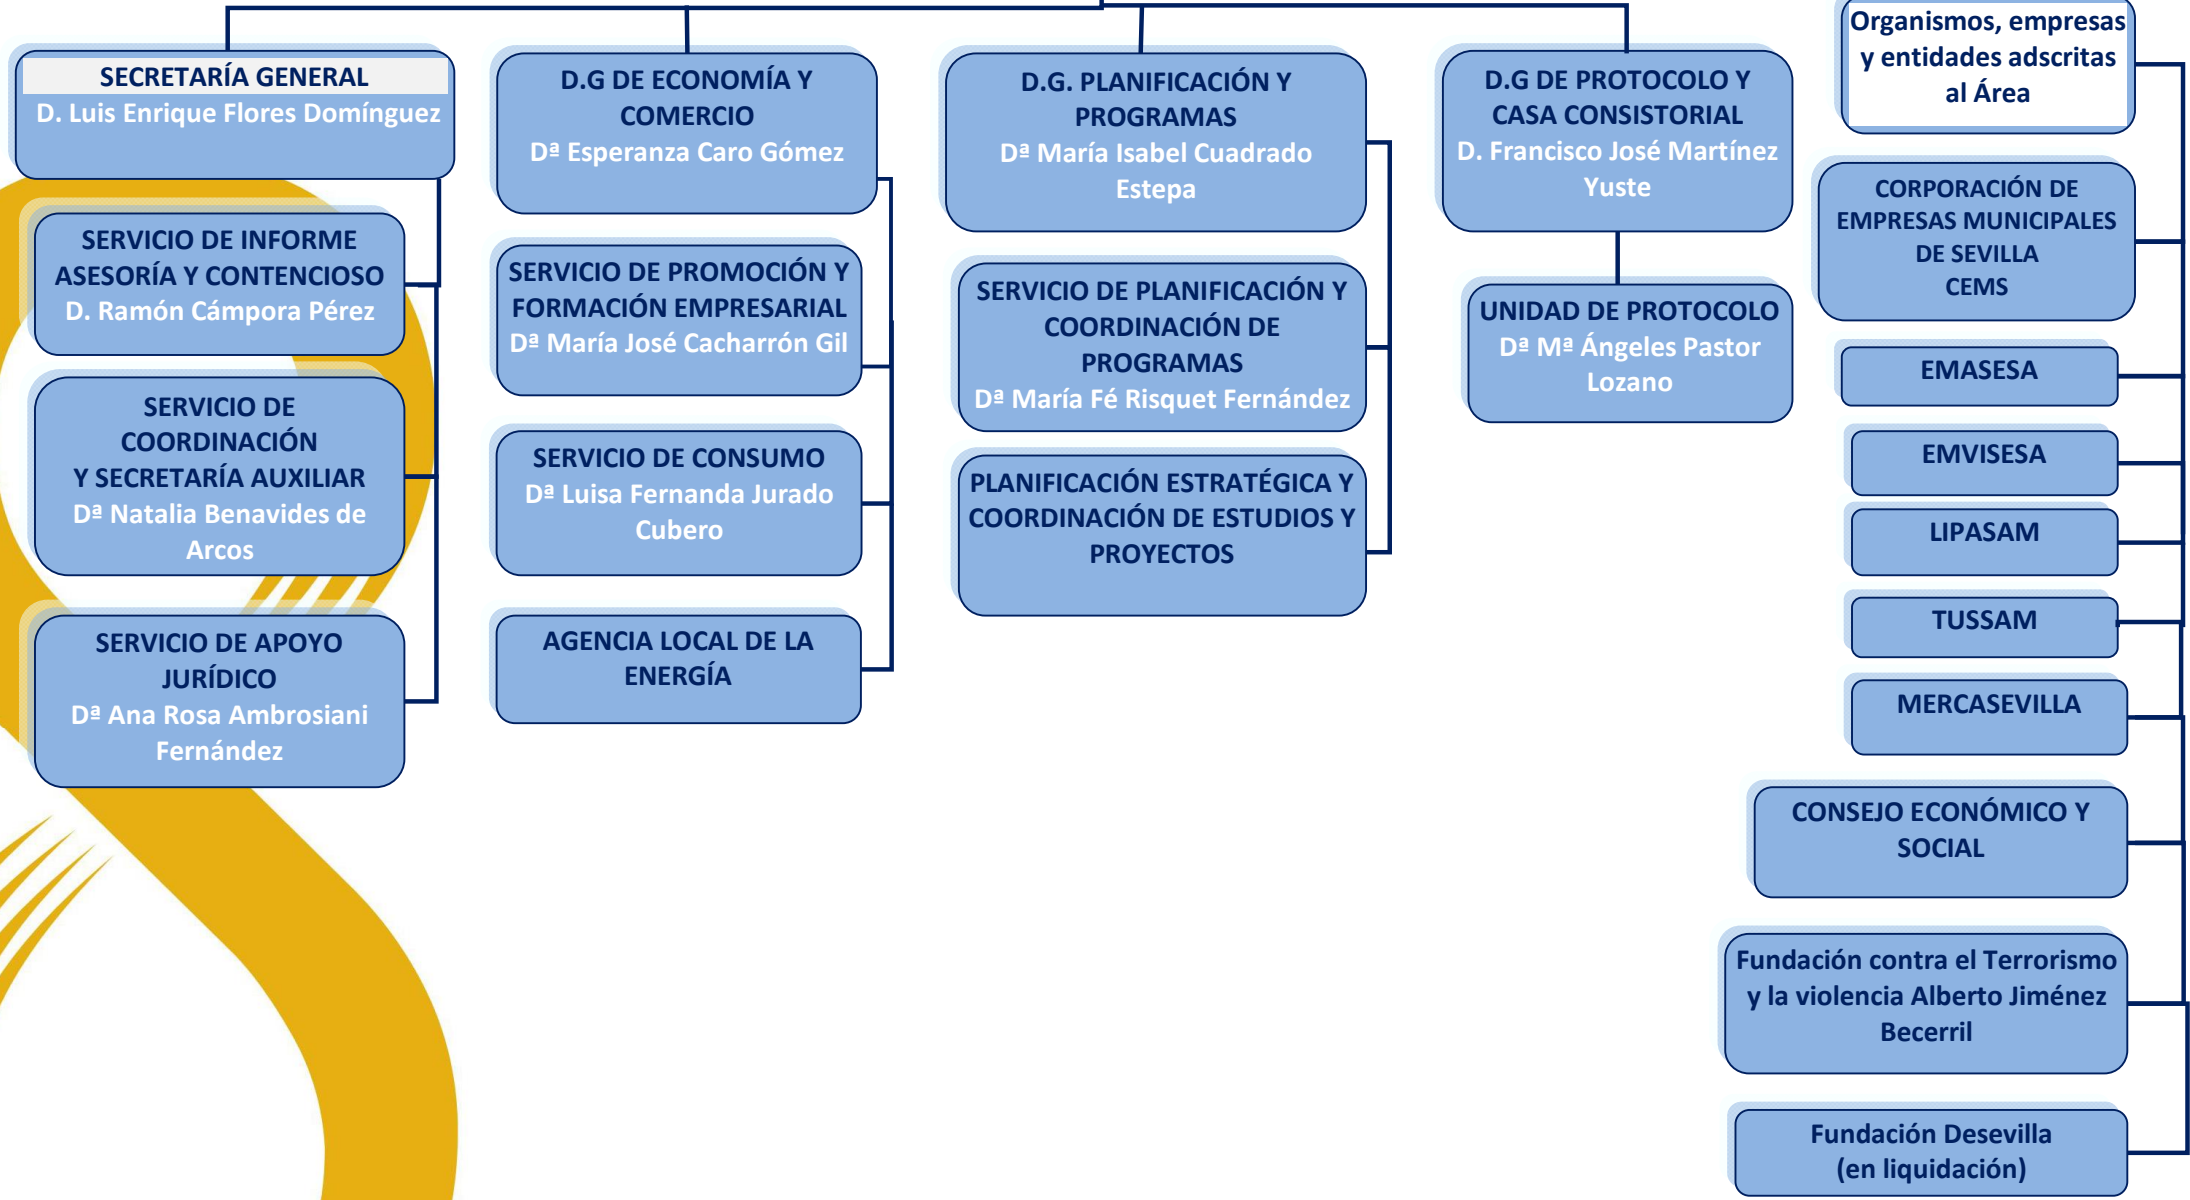 SECRETARÍA GENERAL
D. Luis Enrique Flores Domínguez
SERVICIO DE INFORME
ASESORÍA Y CONTENCIOSO
D. Ramón Cámpora Pérez
SERVICIO DE
COORDINACIÓN
Y SECRETARÍA AUXILIAR
Dª Natalia Benavides de
Arcos
SERVICIO DE APOYO
JURÍDICO
Dª Ana Rosa Ambrosiani
Fernández
D.G DE ECONOMÍA Y
COMERCIO
Dª Esperanza Caro Gómez
SERVICIO DE PROMOCIÓN Y
FORMACIÓN EMPRESARIAL
Dª María José Cacharrón Gil
SERVICIO DE CONSUMO
Dª Luisa Fernanda Jurado
Cubero
AGENCIA LOCAL DE LA
ENERGÍA
D.G. PLANIFICACIÓN Y
PROGRAMAS
Dª María Isabel Cuadrado
Estepa
SERVICIO DE PLANIFICACIÓN Y
COORDINACIÓN DE
PROGRAMAS
Dª María Fé Risquet Fernández
PLANIFICACIÓN ESTRATÉGICA Y
COORDINACIÓN DE ESTUDIOS Y
PROYECTOS
D.G DE PROTOCOLO Y
CASA CONSISTORIAL
D. Francisco José Martínez
Yuste
UNIDAD DE PROTOCOLO
Dª Mª Ángeles Pastor
Lozano
Organismos, empresas
y entidades adscritas
al Área
CORPORACIÓN DE
EMPRESAS MUNICIPALES
DE SEVILLA
CEMS
EMASESA
EMVISESA
LIPASAM
TUSSAM
MERCASEVILLA
CONSEJO ECONÓMICO Y
SOCIAL
Fundación contra el Terrorismo
y la violencia Alberto Jiménez
Becerril
Fundación Desevilla
(en liquidación)